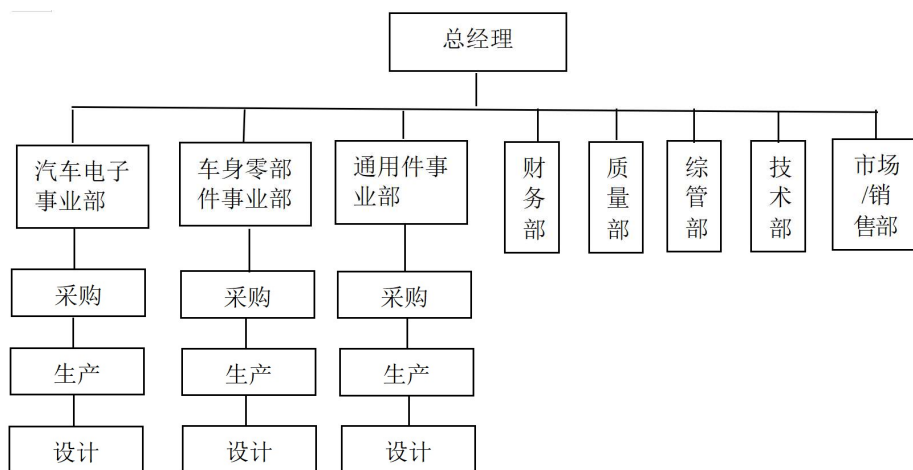 总经理
汽车电子
事业部
车身零部
件事业部
通用件事
业部
财
务
部
质
量
部
综
管
部
技
术
部
市场
/销
售部
采购
采购
采购
生产
生产
生产
设计
设计
设计